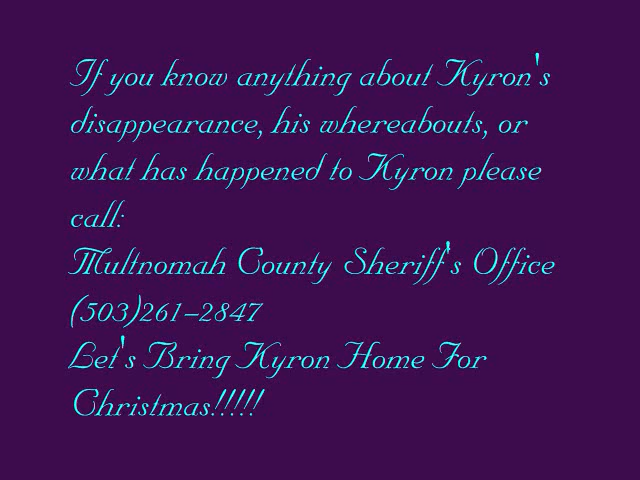 If you know anything about Kyron's
disappearance, his whereabouts, or
what has happened to Kyron please
call:
Multnomah County Sheriff's Office
(503)261-2847
Let's Bring Kyron Home For
Christmas!!!!!